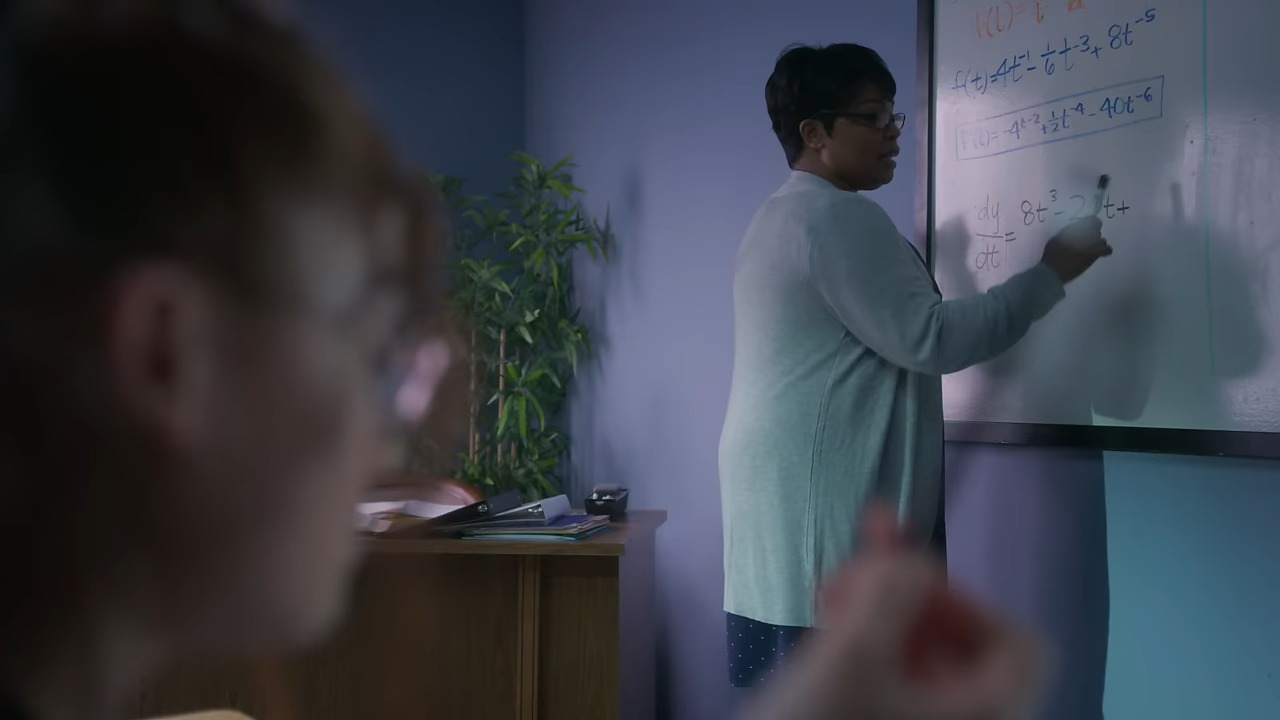 f(t)=4t⁻¹-⅙t⁻³+8t⁻⁵
f'(t)=-4t⁻²+½t⁻⁴-40t⁻⁶
dy/dt = 8t³- t+